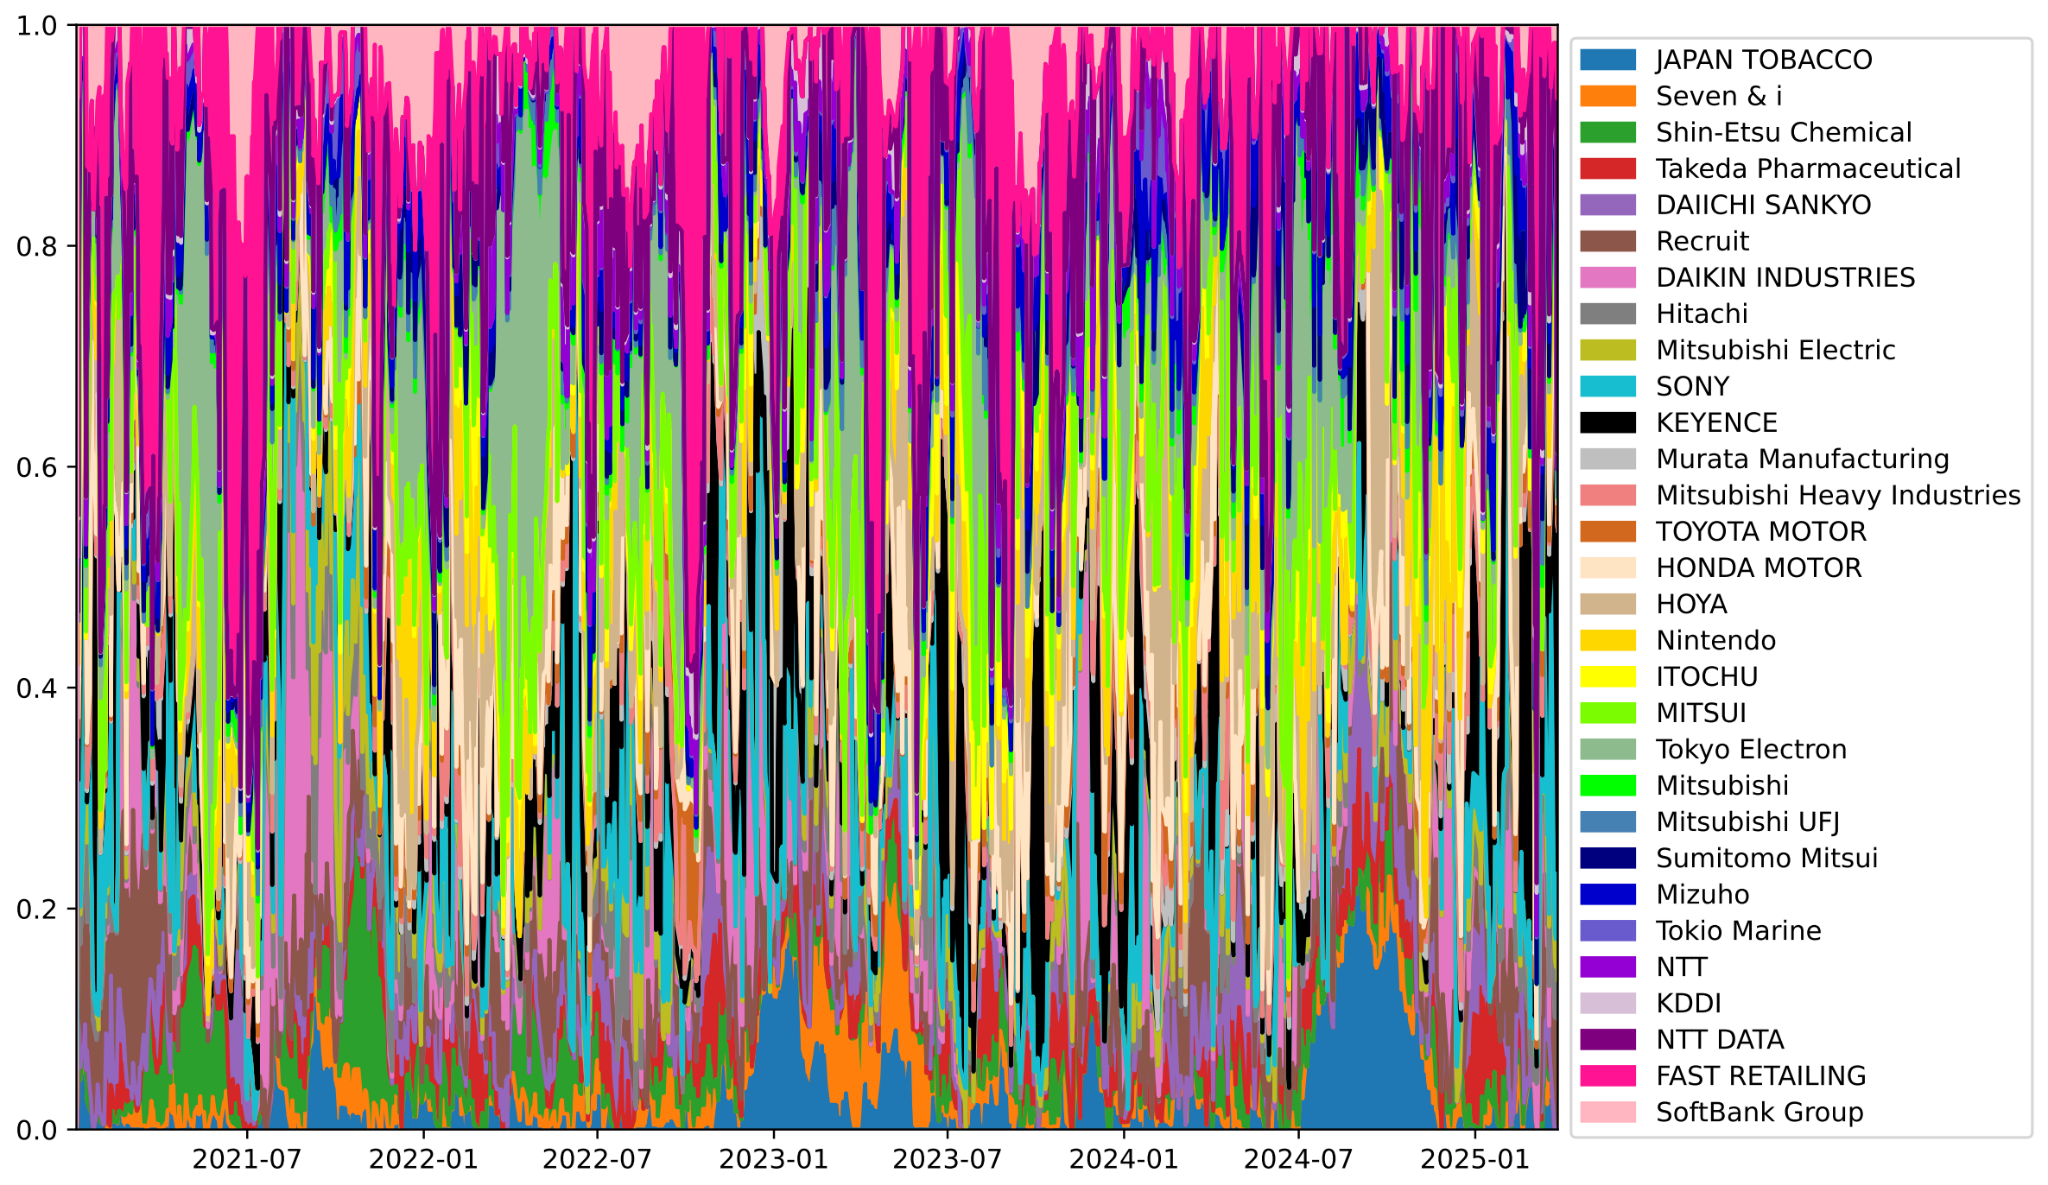 1.0
0.8
0.6
0.4
0.2
0.0
2021-07
2022-01
2022-07
2023-01
2023-07
2024-01
2024-07
2025-01
JAPAN TOBACCO
Seven & i
Shin-Etsu Chemical
Takeda Pharmaceutical
DAIICHI SANKYO
Recruit
DAIKIN INDUSTRIES
Hitachi
Mitsubishi Electric
SONY
KEYENCE
Murata Manufacturing
Mitsubishi Heavy Industries
TOYOTA MOTOR
HONDA MOTOR
HOYA
Nintendo
ITOCHU
MITSUI
Tokyo Electron
Mitsubishi
Mitsubishi UFJ
Sumitomo Mitsui
Mizuho
Tokio Marine
NTT
KDDI
NTT DATA
FAST RETAILING
SoftBank Group